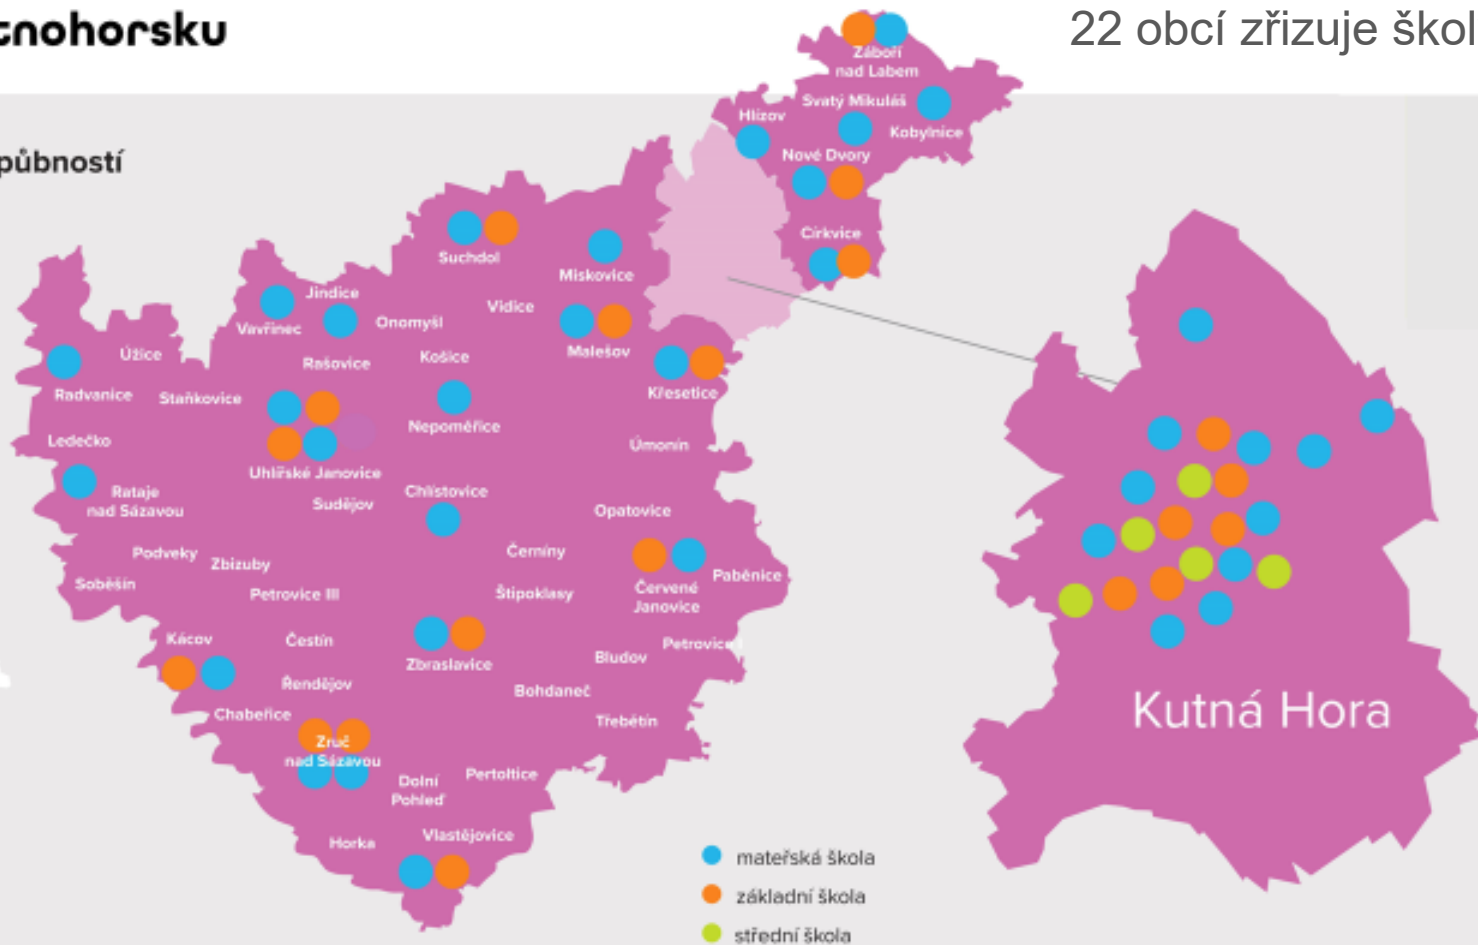 tnohorsku
22 obcí zřizuje škol
půbností
Záboří
nad Labem
Svatý Mikuláš
Hlízov
Kobylnice
Nové Dvory
Církvice
Suchdol
Miskovice
Jindice
Vidice
Vavřinec
Onomyšl
Malešov
Úžice
Rašovice
Košice
Křesetice
Radvanice
Staňkovice
Nepoměřice
Ledečko
Úmonín
Uhlířské Janovice
Rataje
nad Sázavou
Sudějov
Chlístovice
Opatovice
Podveky
Zbizuby
Černíny
Soběšín
Petrovice III
Štipoklasy
Červené
Janovice
Paběnice
Kácov
Čestín
Zbraslavice
Petrovice I
Bludov
Řendějov
Bohdaneč
Chabeřice
Třebětín
Zruč
nad Sázavou
Dolní
Pohleď
Pertoltice
Horka
Vlastějovice
Kutná Hora
mateřská škola
základní škola
střední škola